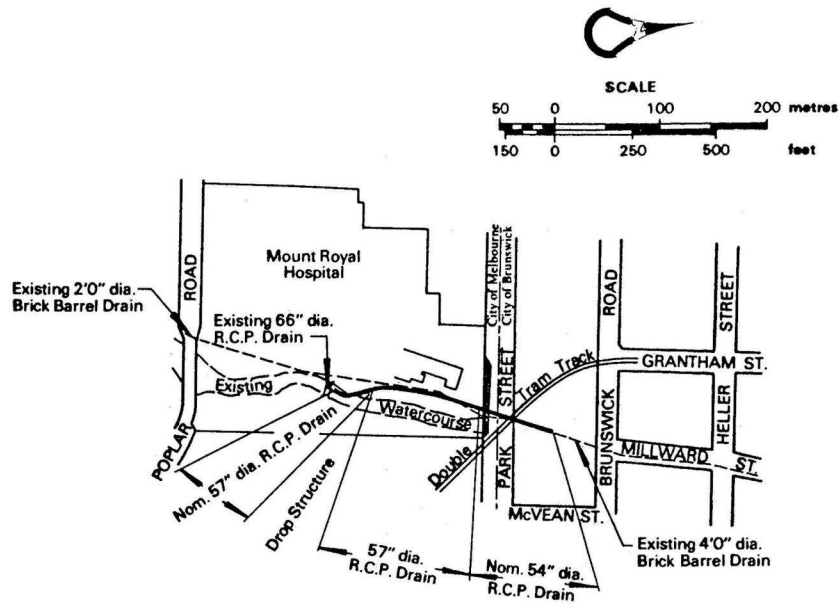 SCALE
50 0 100 200 metres
150 0 250 500 feet
Mount Royal
Hospital
ROAD
Existing 2'0" dia.
Brick Barrel Drain
Existing 66" dia.
R.C.P. Drain
City of Melbourne
City of Brunswick
ROAD
STREET
Tram Track
GRANTHAM ST.
Existing
Watercourse
STREET
PARK
Double
BRUNSWICK
HELLER
MILLWARD ST.
POPLAR
Nom. 57" dia. R.C.P. Drain
Drop Structure
McVEAN ST.
57" dia.
R.C.P. Drain
Nom. 54" dia.
R.C.P. Drain
Existing 4'0" dia.
Brick Barrel Drain